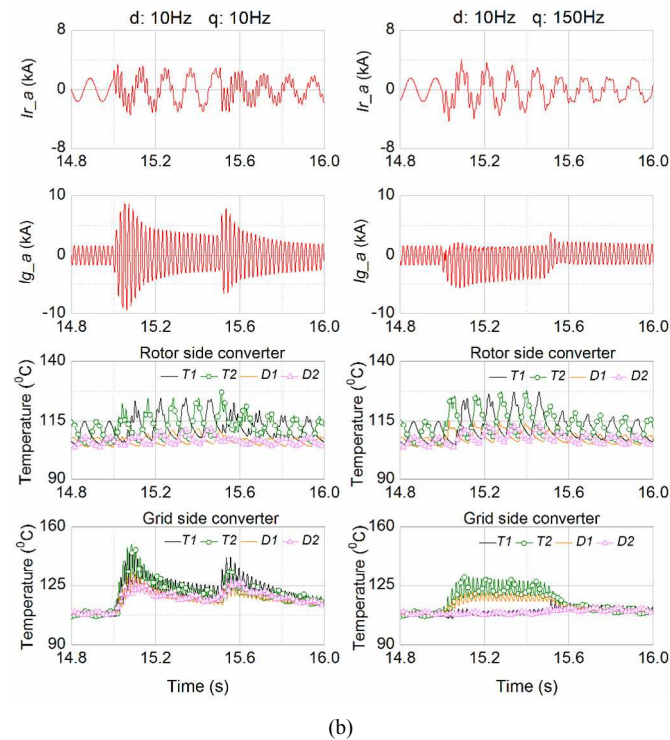 d: 10Hz q: 10Hz
d: 10Hz q: 150Hz
8
0
-8
Ir_a (kA)
14.8 15.2 15.6 16.0
8
0
-8
Ir_a (kA)
14.8 15.2 15.6 16.0
10
0
-10
Ig_a (kA)
14.8 15.2 15.6 16.0
10
0
-10
Ig_a (kA)
14.8 15.2 15.6 16.0
Rotor side converter
T1 T2 D1 D2
140
115
90
Temperature (⁰C)
14.8 15.2 15.6 16.0
Rotor side converter
T1 T2 D1 D2
140
115
90
Temperature (⁰C)
14.8 15.2 15.6 16.0
Grid side converter
T1 T2 D1 D2
160
125
90
Temperature (⁰C)
14.8 15.2 15.6 16.0
Time (s)
Grid side converter
T1 T2 D1 D2
160
125
90
Temperature (⁰C)
14.8 15.2 15.6 16.0
Time (s)
(b)